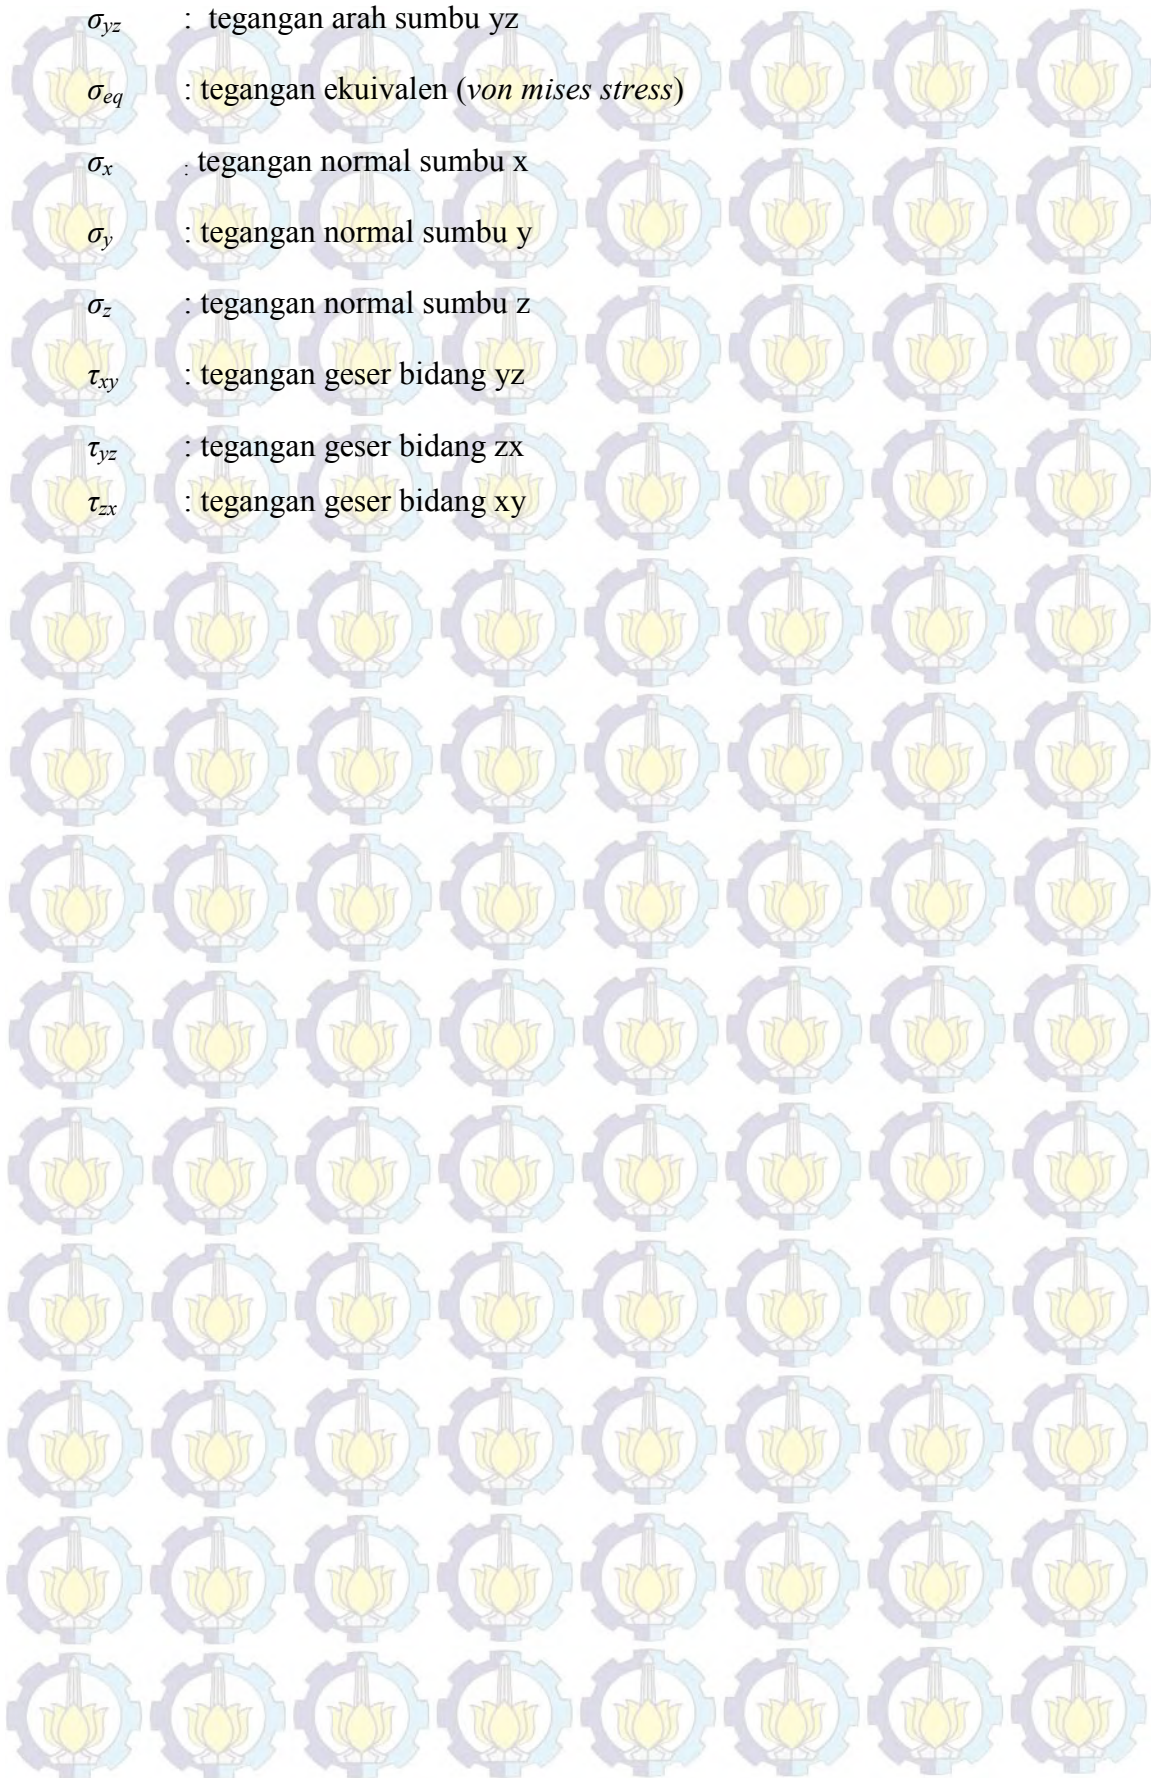 σyz : tegangan arah sumbu yz
σeq : tegangan ekuivalen (von mises stress)
σx : tegangan normal sumbu x
σy : tegangan normal sumbu y
σz : tegangan normal sumbu z
τxy : tegangan geser bidang yz
τyz : tegangan geser bidang zx
τzx : tegangan geser bidang xy